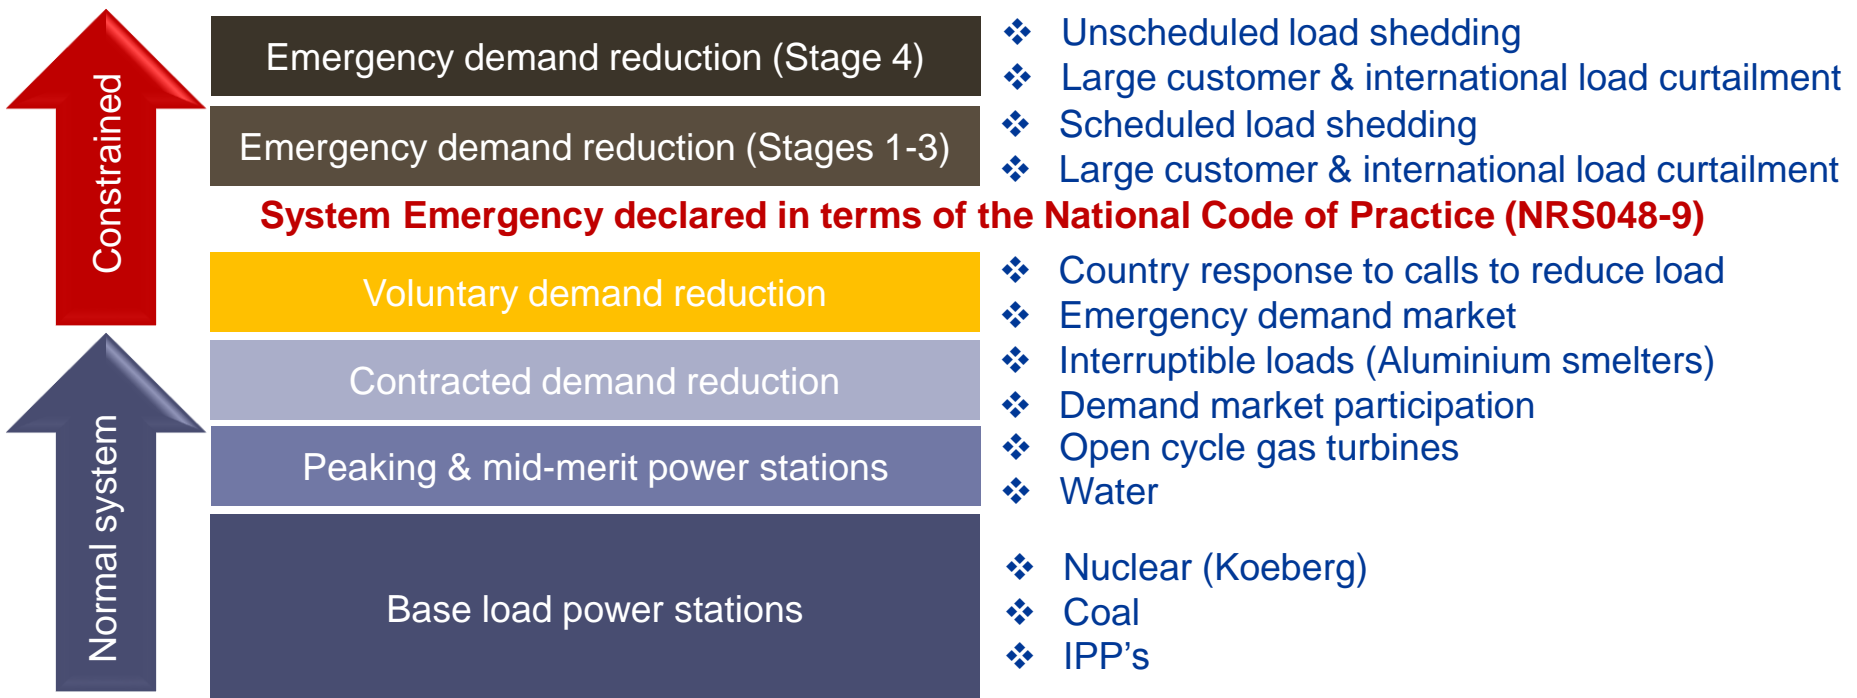 Constrained
Normal system
Emergency demand reduction (Stage 4)
❖ Unscheduled load shedding
❖ Large customer & international load curtailment
Emergency demand reduction (Stages 1-3)
❖ Scheduled load shedding
❖ Large customer & international load curtailment
System Emergency declared in terms of the National Code of Practice (NRS048-9)
Voluntary demand reduction
❖ Country response to calls to reduce load
❖ Emergency demand market
Contracted demand reduction
❖ Interruptible loads (Aluminium smelters)
❖ Demand market participation
Peaking & mid-merit power stations
❖ Open cycle gas turbines
❖ Water
Base load power stations
❖ Nuclear (Koeberg)
❖ Coal
❖ IPP's